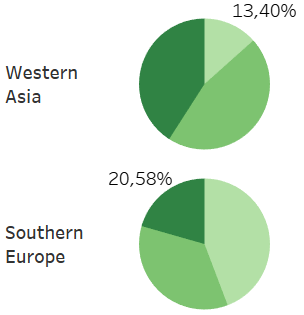 13,40%
Western
Asia
20,58%
Southern
Europe